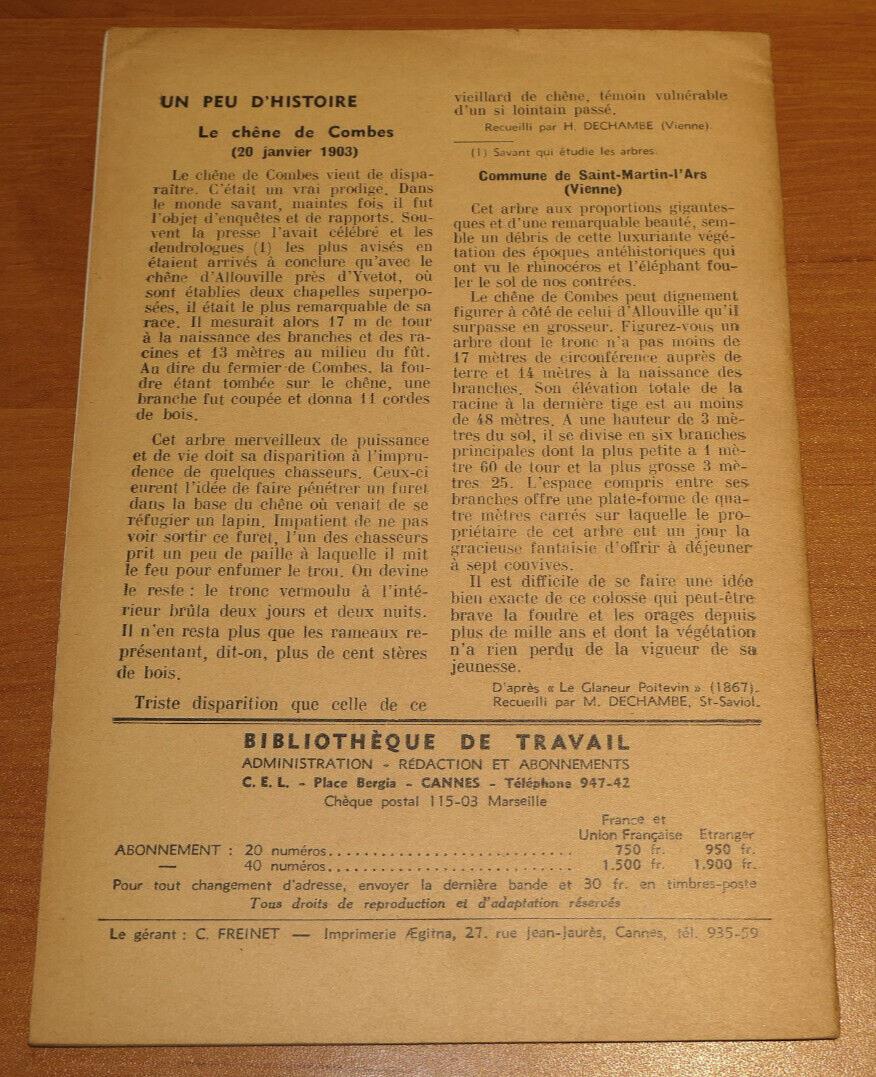 UN PEU D'HISTOIRE
Le chêne de Combes
(20 janvier 1903)
Le chêne de Combes vient de dispa-
raître. C'était un vrai prodige. Dans
le monde savant, maintes fois il fut
l'objet d'enquêtes et de rapports. Sou-
vent la presse l'avait célébré et les
dendrologues (1) les plus avisés en
étaient arrivés à conclure qu'avec le
chêne d'Allouville près d'Yvetot, où
sont établies deux chapelles superpo-
sées, il était le plus remarquable de sa
race. Il mesurait alors 17 m de tour
à la naissance des branches et des ra-
cines et 13 mètres au milieu du fût.
Au dire du fermier de Combes, la fou-
dre étant tombée sur le chêne, une
branche fut coupée et donna 11 cordes
de bois.
Cet arbre merveilleux de puissance
et de vie doit sa disparition à l'impru-
dence de quelques chasseurs. Ceux-ci
eurent l'idée de faire pénétrer un furet
dans la base du chêne où venait de se
réfugier un lapin. Impatient de ne pas
voir sortir ce furet, l'un des chasseurs
prit un peu de paille à laquelle il mit
le feu pour enfumer le trou. On devine
le reste : le tronc vermoulu à l'inté-
rieur brûla deux jours et deux nuits.
Il n'en resta plus que les rameaux re-
présentant, dit-on, plus de cent stères
de bois.
Triste disparition que celle de ce
vieillard de chêne, témoin vulnérable
d'un si lointain passé.
Recueilli par H. DECHAMBE (Vienne).
(1) Savant qui étudie les arbres.
Commune de Saint-Martin-l'Ars
(Vienne)
Cet arbre aux proportions gigantes-
ques et d'une remarquable beauté, sem-
ble un débris de cette luxuriante végé-
tation des époques antéhistoriques qui
ont vu le rhinocéros et l'éléphant fou-
ler le sol de nos contrées.
Le chêne de Combes peut dignement
figurer à côté de celui d'Allouville qu'il
surpasse en grosseur. Figurez-vous un
arbre dont le tronc n'a pas moins de
17 mètres de circonférence auprès de
terre et 14 mètres à la naissance des
branches. Son élévation totale de la
racine à la dernière tige est au moins
de 48 mètres. A une hauteur de 3 mè-
tres du sol, il se divise en six branches
principales dont la plus petite a 1 mè-
tre 60 de tour et la plus grosse 3 mè-
tres 25. L'espace compris entre ses
branches offre une plate-forme de qua-
tre mètres carrés sur laquelle le pro-
priétaire de cet arbre eut un jour la
gracieuse fantaisie d'offrir à déjeuner
à sept convives.
Il est difficile de se faire une idée
bien exacte de ce colosse qui peut-être
brave la foudre et les orages depuis
plus de mille ans et dont la végétation
n'a rien perdu de la vigueur de sa
jeunesse.
D'après « Le Glaneur Poitevin » (1867).
Recueilli par M. DECHAMBE, St-Saviol.
BIBLIOTHÈQUE DE TRAVAIL
ADMINISTRATION - RÉDACTION ET ABONNEMENTS
C. E. L. - Place Bergia - CANNES - Téléphone 947-42
Chèque postal 115-03 Marseille
France et
Union Française Etranger
ABONNEMENT : 20 numéros............................ 750 fr. 950 fr.
— 40 numéros............................ 1.500 fr. 1.900 fr.
Pour tout changement d'adresse, envoyer la dernière bande et 30 fr. en timbres-poste
Tous droits de reproduction et d'adaptation réservés
Le gérant : C. FREINET — Imprimerie Ægitna, 27, rue Jean-Jaurès, Cannes, tél. 935-59